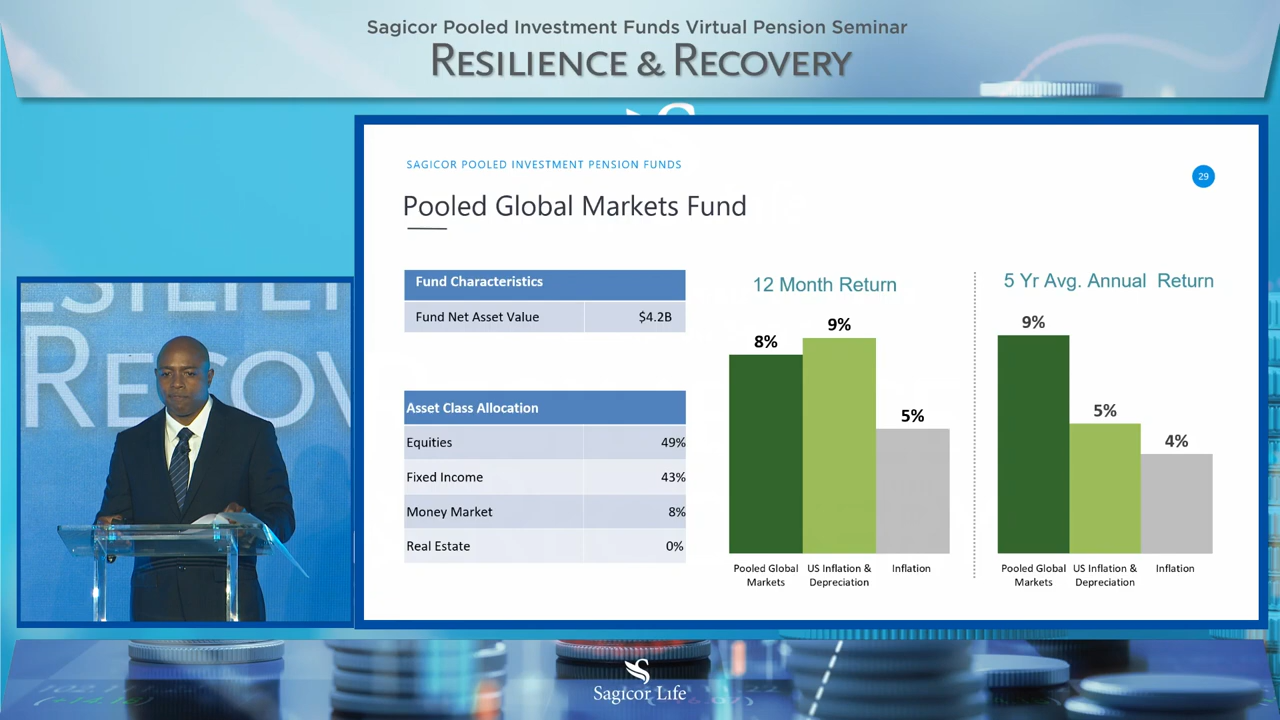 Sagicor Pooled Investment Funds Virtual Pension Seminar
RESILIENCE & RECOVERY
SAGICOR POOLED INVESTMENT PENSION FUNDS
29
Pooled Global Markets Fund
Fund Characteristics
Fund Net Asset Value $4.2B
Asset Class Allocation
Equities 49%
Fixed Income 43%
Money Market 8%
Real Estate 0%
12 Month Return
8% 9% 5%
Pooled Global Markets
US Inflation & Depreciation
Inflation
5 Yr Avg. Annual Return
9% 5% 4%
Pooled Global Markets
US Inflation & Depreciation
Inflation
RECOV
Sagicor Life